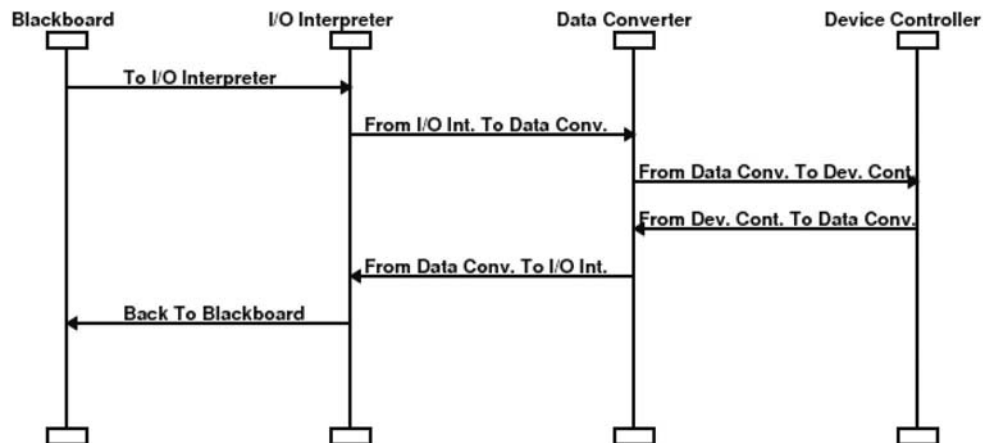 Blackboard
I/O Interpreter
Data Converter
Device Controller
To I/O Interpreter
From I/O Int. To Data Conv.
From Data Conv. To Dev. Cont
From Dev. Cont. To Data Conv.
From Data Conv. To I/O Int.
Back To Blackboard